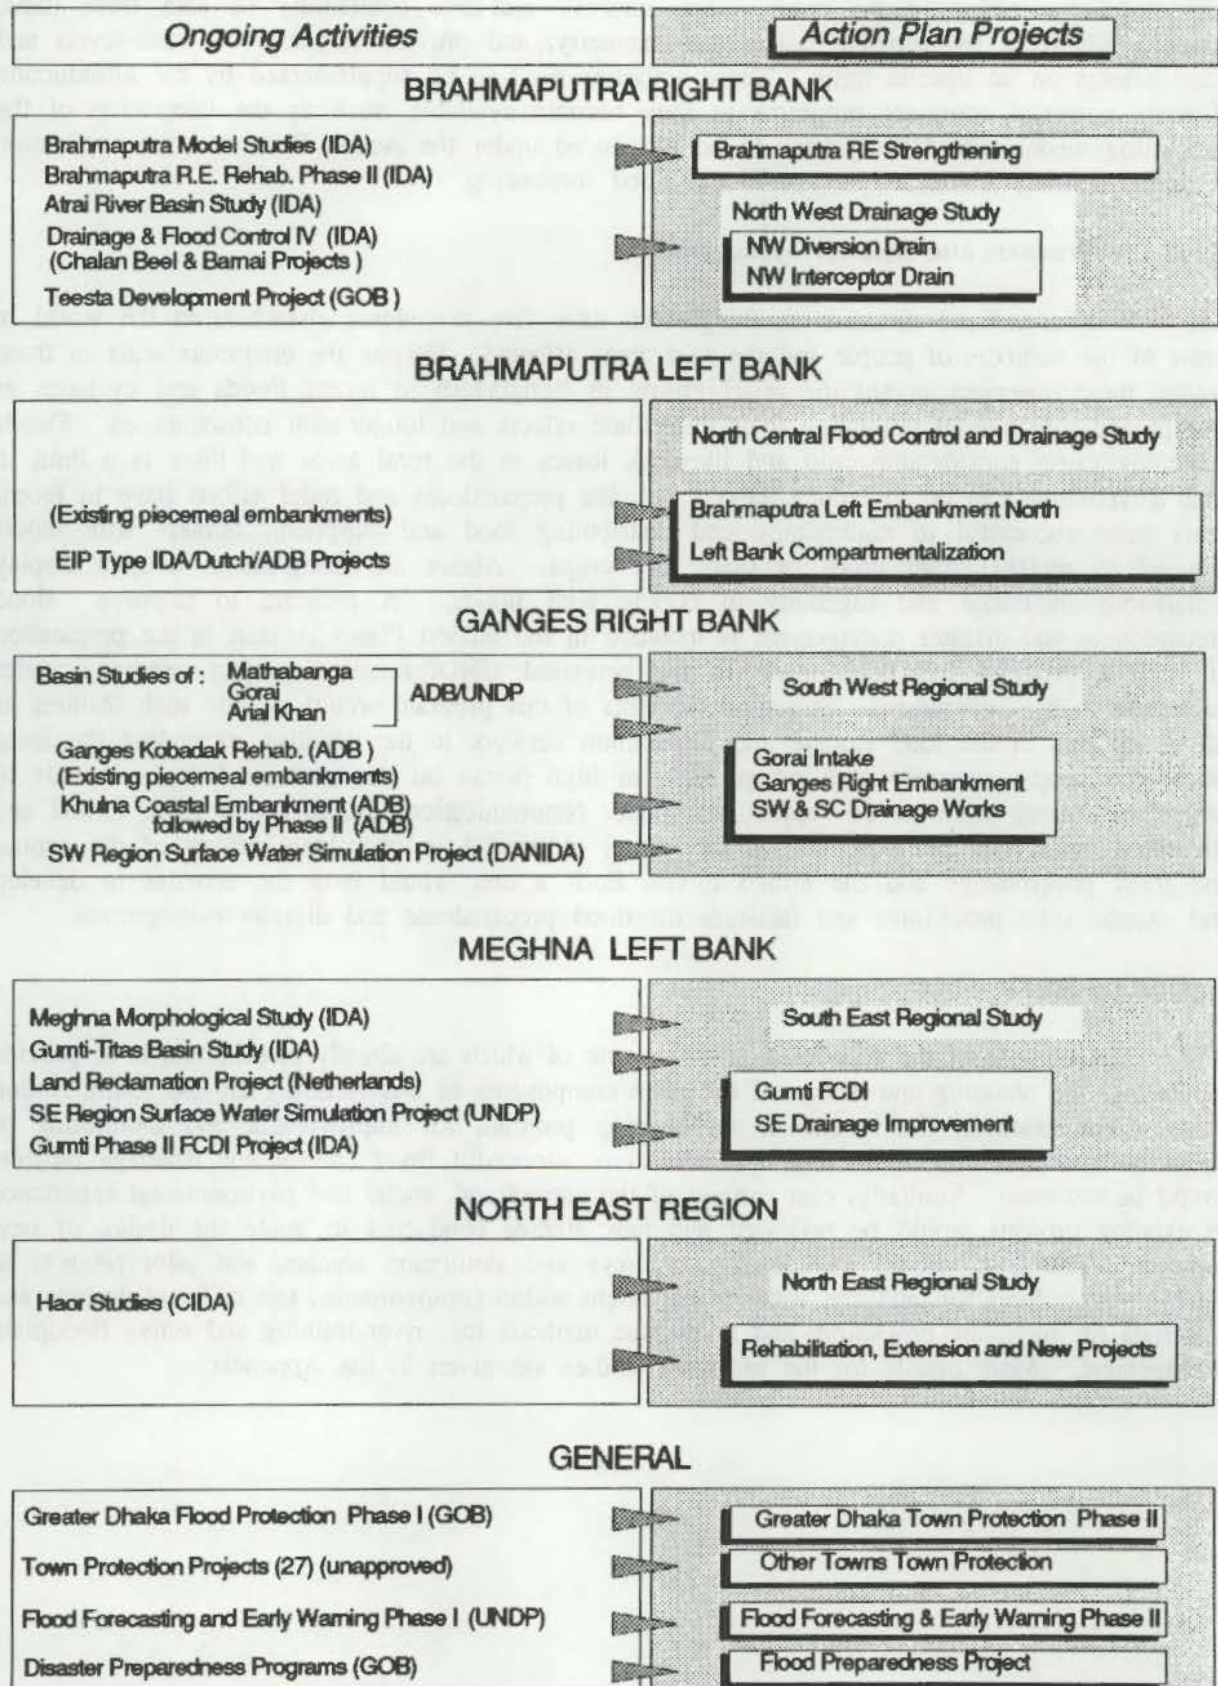 Ongoing Activities
Action Plan Projects
BRAHMAPUTRA RIGHT BANK
Brahmaputra Model Studies (IDA)
Brahmaputra R.E. Rehab. Phase II (IDA)
Atrai River Basin Study (IDA)
Drainage & Flood Control IV (IDA)
(Chalan Beel & Barnai Projects )
Teesta Development Project (GOB )
Brahmaputra RE Strengthening
North West Drainage Study
NW Diversion Drain
NW Interceptor Drain
BRAHMAPUTRA LEFT BANK
(Existing piecemeal embankments)
EIP Type IDA/Dutch/ADB Projects
North Central Flood Control and Drainage Study
Brahmaputra Left Embankment North
Left Bank Compartmentalization
GANGES RIGHT BANK
Basin Studies of : Mathabanga
Gorai
Arial Khan
ADB/UNDP
Ganges Kobadak Rehab. (ADB )
(Existing piecemeal embankments)
Khulna Coastal Embankment (ADB)
followed by Phase II (ADB)
SW Region Surface Water Simulation Project (DANIDA)
South West Regional Study
Gorai Intake
Ganges Right Embankment
SW & SC Drainage Works
MEGHNA LEFT BANK
Meghna Morphological Study (IDA)
Gumti-Titas Basin Study (IDA)
Land Reclamation Project (Netherlands)
SE Region Surface Water Simulation Project (UNDP)
Gumti Phase II FCDI Project (IDA)
South East Regional Study
Gumti FCDI
SE Drainage Improvement
NORTH EAST REGION
Haor Studies (CIDA)
North East Regional Study
Rehabilitation, Extension and New Projects
GENERAL
Greater Dhaka Flood Protection Phase I (GOB)
Town Protection Projects (27) (unapproved)
Flood Forecasting and Early Warning Phase I (UNDP)
Disaster Preparedness Programs (GOB)
Greater Dhaka Town Protection Phase II
Other Towns Town Protection
Flood Forecasting & Early Warning Phase II
Flood Preparedness Project